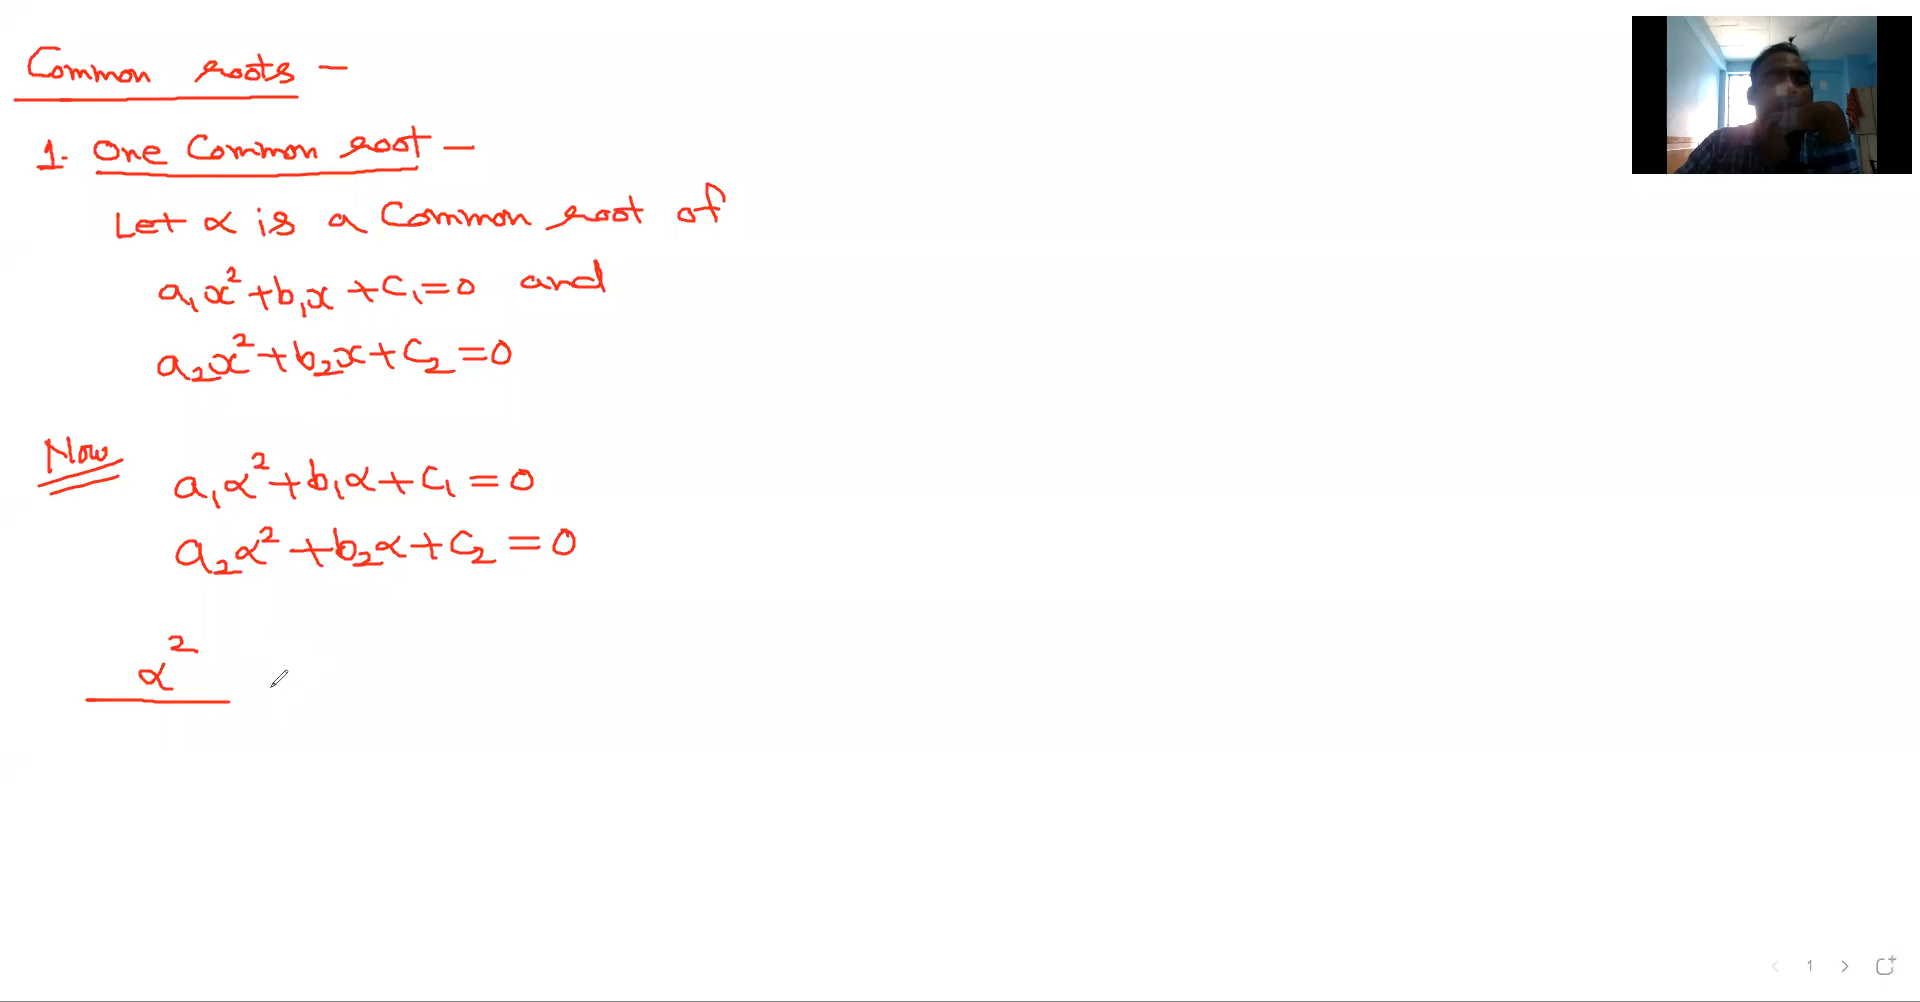 Common roots -
1. One Common root -
Let α is a Common root of
a₁x²+b₁x+c₁=0 and
a₂x²+b₂x+c₂=0
Now a₁α²+b₁α+c₁=0
a₂α²+b₂α+c₂=0
α²
1